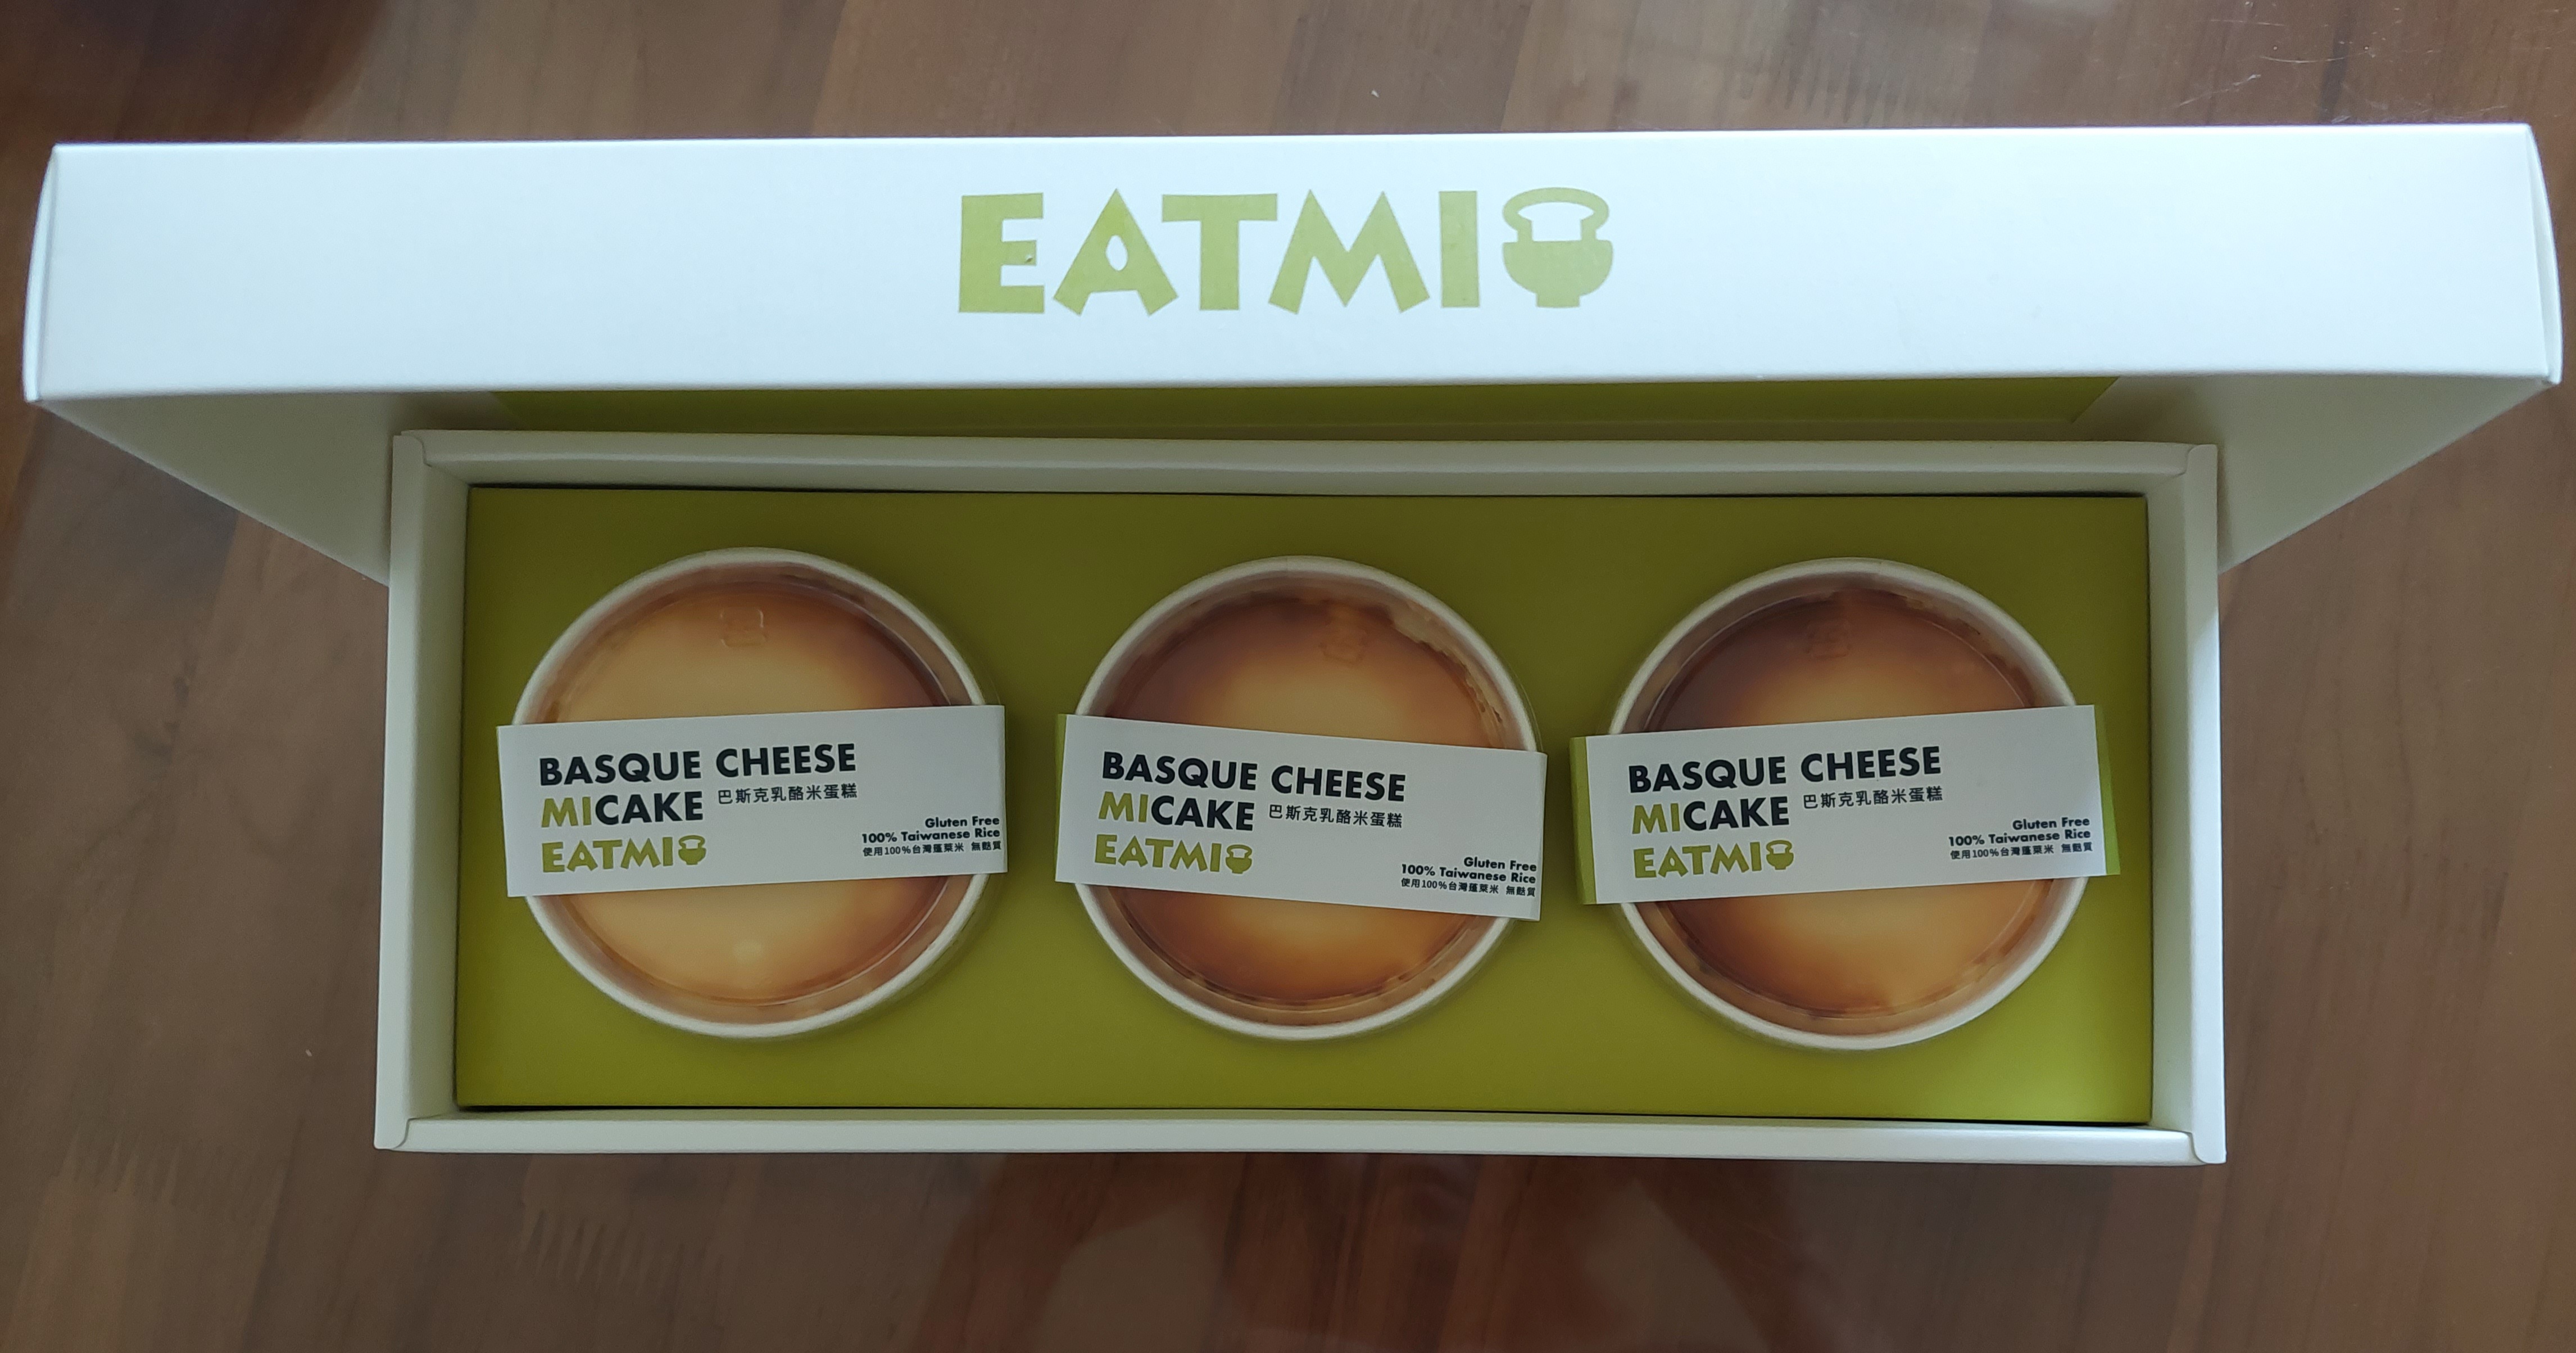 EATMI
BASQUE CHEESE
MICAKE 巴斯克乳酪米蛋糕
EATMI
Gluten Free
100% Taiwanese Rice
使用100%台灣蓬萊米 無麩質
BASQUE CHEESE
MICAKE 巴斯克乳酪米蛋糕
EATMI
Gluten Free
100% Taiwanese Rice
使用100%台灣蓬萊米 無麩質
BASQUE CHEESE
MICAKE 巴斯克乳酪米蛋糕
EATMI
Gluten Free
100% Taiwanese Rice
使用100%台灣蓬萊米 無麩質